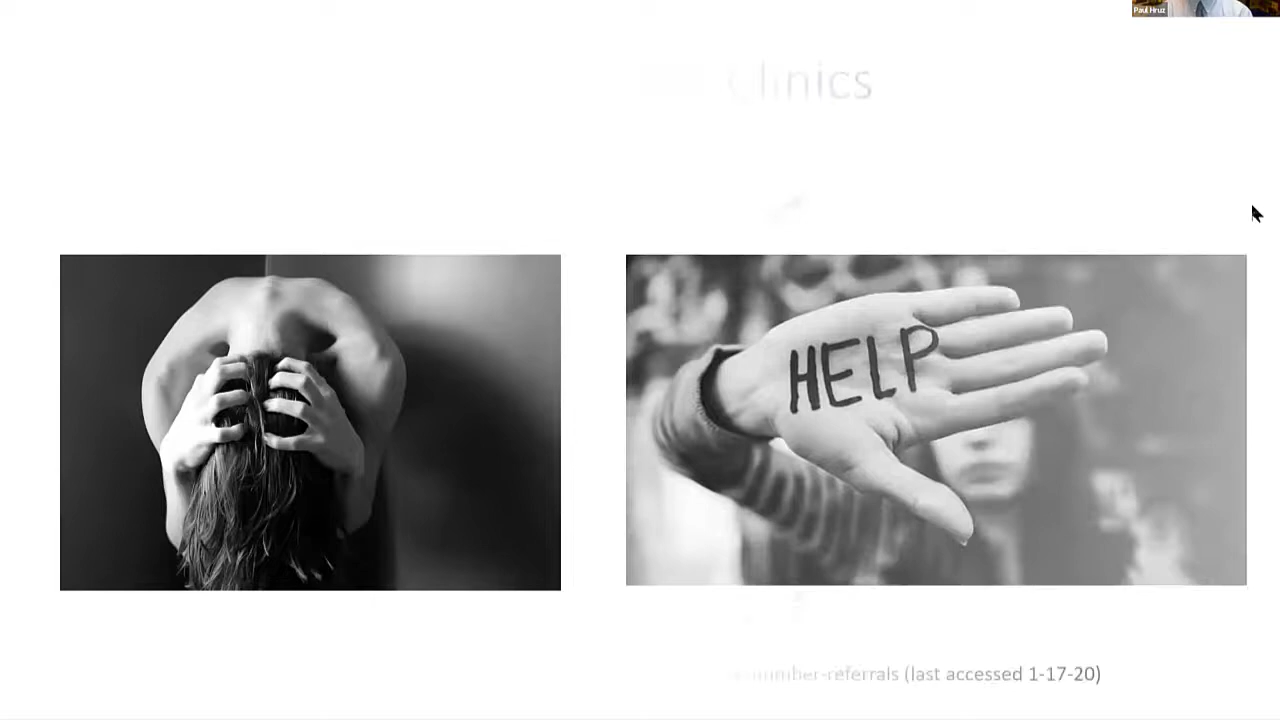 Paul Hruz
Clinics
HELP
number-referrals (last accessed 1-17-20)